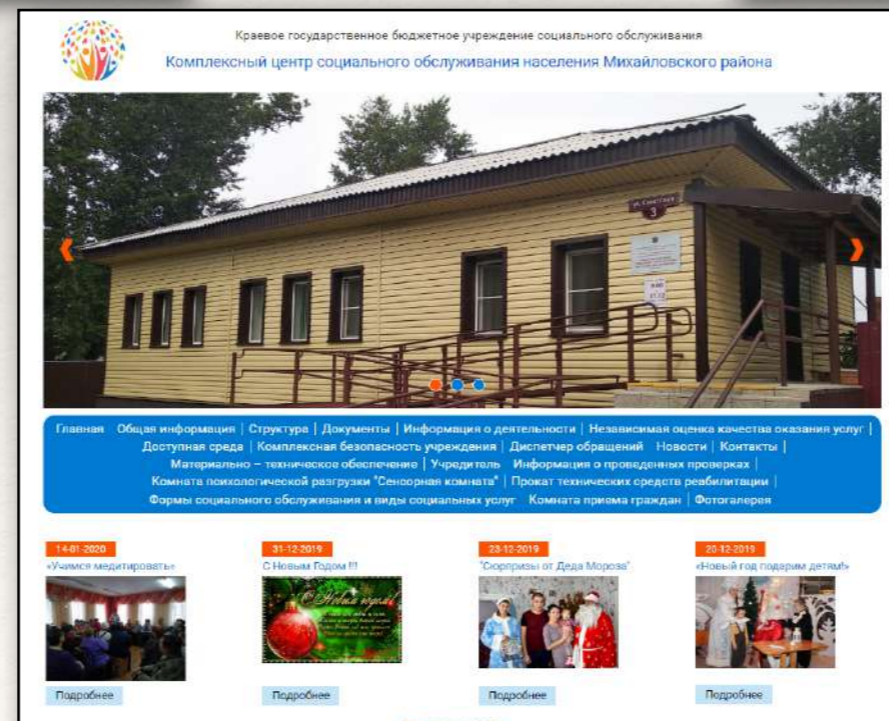 Краевое государственное бюджетное учреждение социального обслуживания
Комплексный центр социального обслуживания населения Михайловского района
3
Главная Общая информация | Структура | Документы | Информация о деятельности | Независимая оценка качества оказания услуг |
Доступная среда | Комплексная безопасность учреждения | Диспетчер обращений Новости | Контакты |
Материально – техническое обеспечение | Учредитель Информация о проведенных проверках |
Комната психологической разгрузки "Сенсорная комната" | Прокат технических средств реабилитации |
Формы социального обслуживания и виды социальных услуг Комната приема граждан | Фотогалерея
14-01-2020 31-12-2019 23-12-2019 20-12-2019
«Учимся медитировать» С Новым Годом !!! "Сюрпризы от Деда Мороза" «Новый год подарим детям!»
С Новым годом!
Подробнее Подробнее Подробнее Подробнее